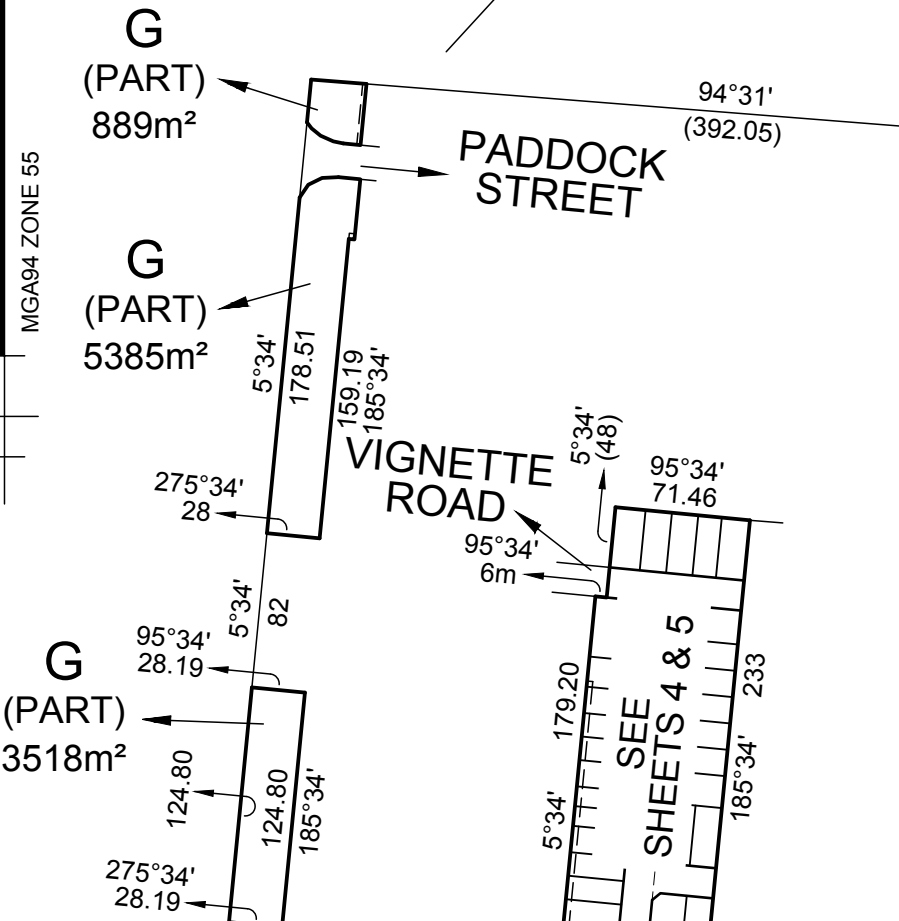 G
(PART)
889m²
94°31'
(392.05)
PADDOCK
STREET
MGA94 ZONE 55
G
(PART)
5385m²
5°34'
178.51
159.19
185°34'
VIGNETTE
ROAD
5°34'
(48)
95°34'
71.46
275°34'
28
95°34'
6m
5°34'
82
95°34'
28.19
G
(PART)
3518m²
179.20
SEE
SHEETS 4 & 5
233
124.80
124.80
185°34'
5°34'
185°34'
275°34'
28.19